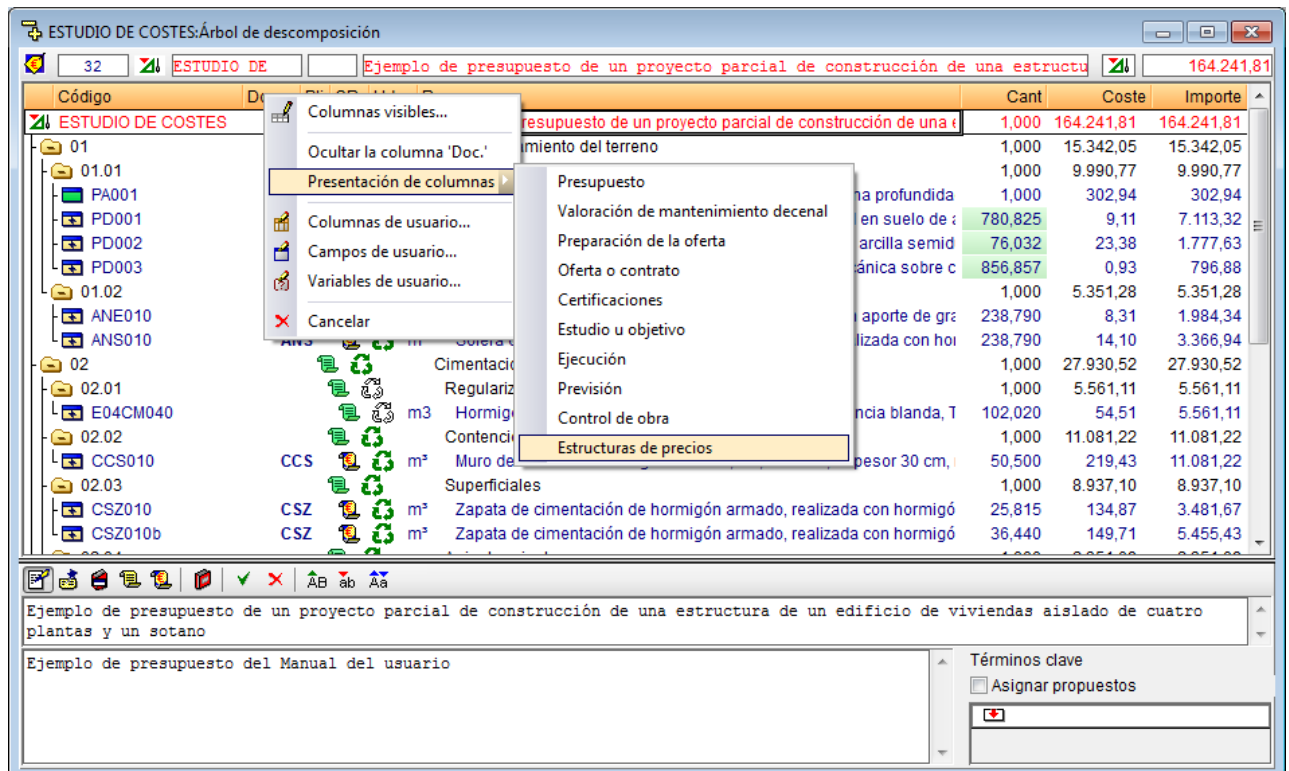 ESTUDIO DE COSTES:Árbol de descomposición
32 ESTUDIO DE Ejemplo de presupuesto de un proyecto parcial de construcción de una estructu 164.241,81
Código Cant Coste Importe
ESTUDIO DE COSTES resupuesto de un proyecto parcial de construcción de una e 1,000 164.241,81 164.241,81
01 miento del terreno 1,000 15.342,05 15.342,05
01.01 1,000 9.990,77 9.990,77
PA001 na profundida 1,000 302,94 302,94
PD001 en suelo de a 780,825 9,11 7.113,32
PD002 arcilla semid 76,032 23,38 1.777,63
PD003 ánica sobre c 856,857 0,93 796,88
01.02 1,000 5.351,28 5.351,28
ANE010 aporte de gra 238,790 8,31 1.984,34
ANS010 ANS m² Solera lizada con hor 238,790 14,10 3.366,94
02 Cimentacio 1,000 27.930,52 27.930,52
02.01 Regulariz 1,000 5.561,11 5.561,11
E04CM040 m3 Hormig ncia blanda, T 102,020 54,51 5.561,11
02.02 Contenci 1,000 11.081,22 11.081,22
CCS010 CCS m³ Muro de pesor 30 cm, 50,500 219,43 11.081,22
02.03 Superficiales 1,000 8.937,10 8.937,10
CSZ010 CSZ m³ Zapata de cimentación de hormigón armado, realizada con hormigó 25,815 134,87 3.481,67
CSZ010b CSZ m³ Zapata de cimentación de hormigón armado, realizada con hormigó 36,440 149,71 5.455,43
Columnas visibles...
Ocultar la columna 'Doc.'
Presentación de columnas
Columnas de usuario...
Campos de usuario...
Variables de usuario...
Cancelar
Presupuesto
Valoración de mantenimiento decenal
Preparación de la oferta
Oferta o contrato
Certificaciones
Estudio u objetivo
Ejecución
Previsión
Control de obra
Estructuras de precios
ÂB ãb Äã
Ejemplo de presupuesto de un proyecto parcial de construcción de una estructura de un edificio de viviendas aislado de cuatro
plantas y un sotano
Ejemplo de presupuesto del Manual del usuario
Términos clave
Asignar propuestos